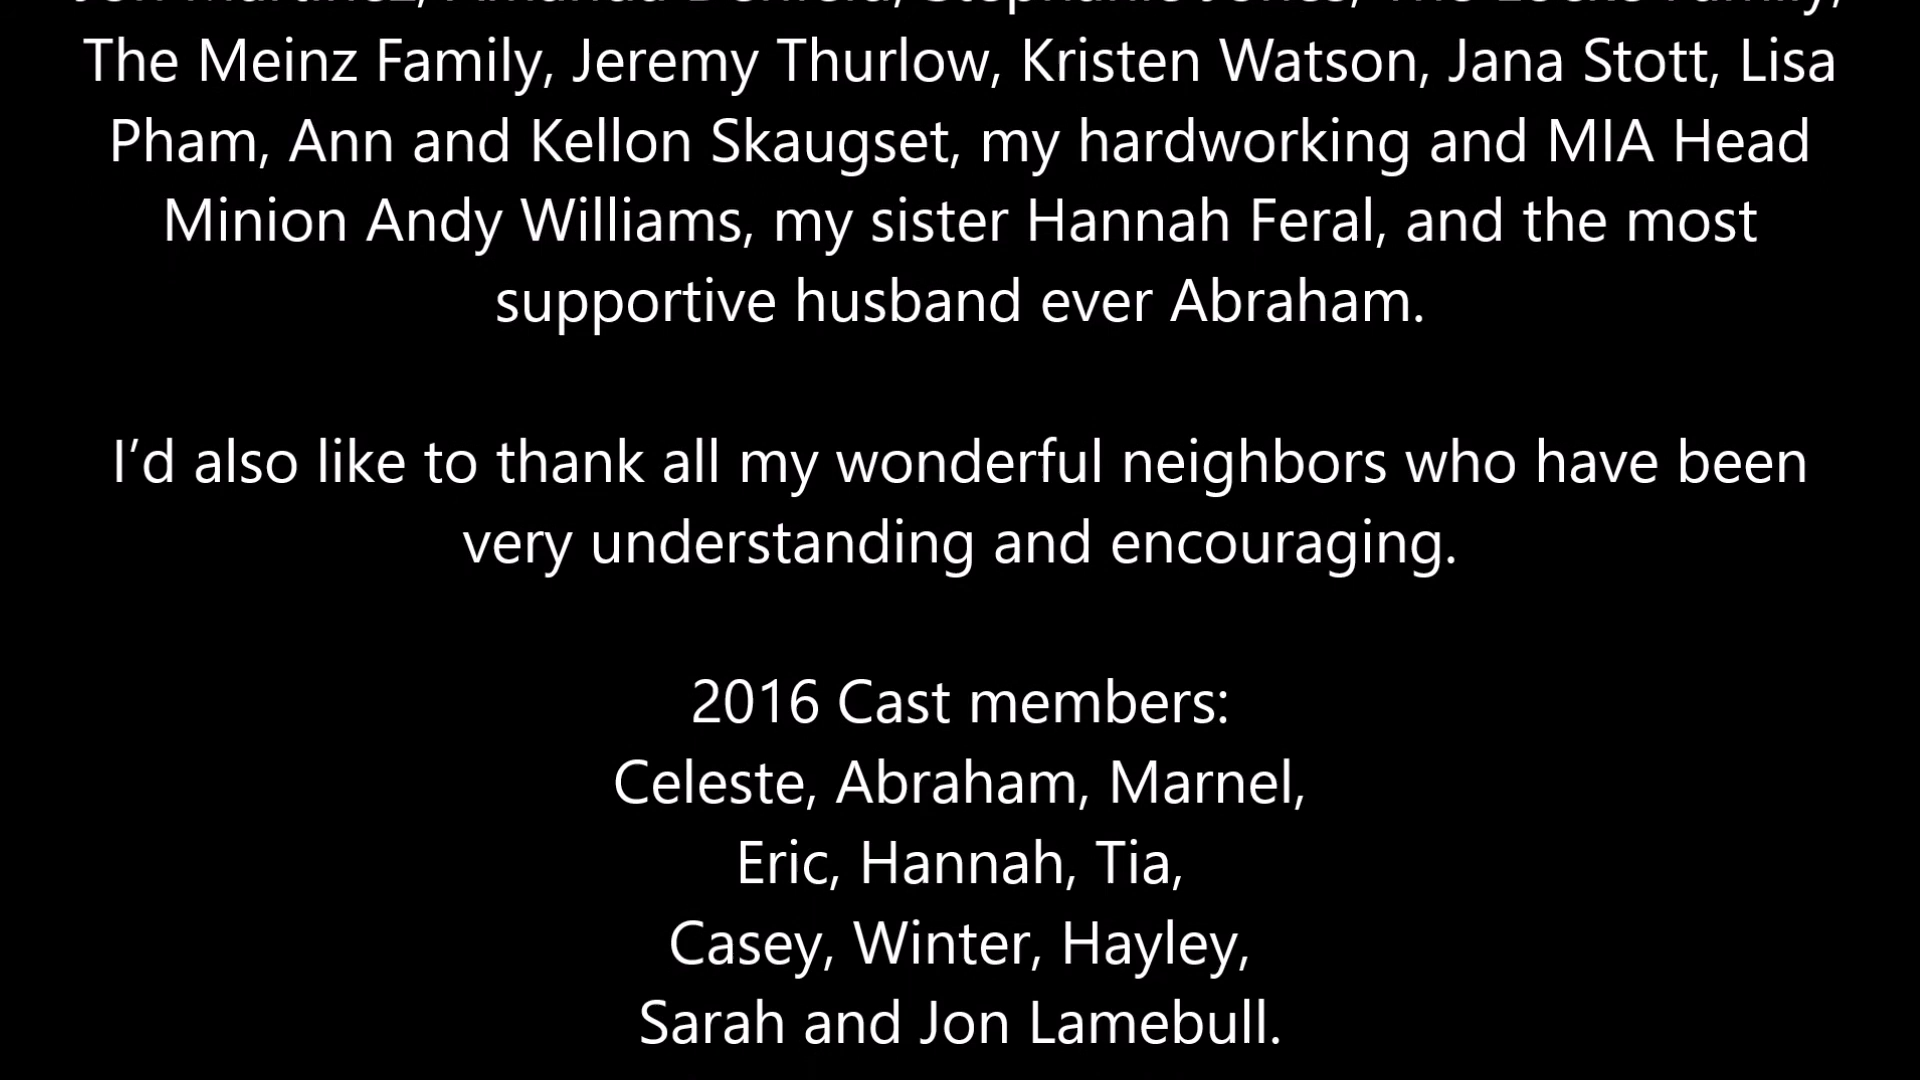 The Meinz Family, Jeremy Thurlow, Kristen Watson, Jana Stott, Lisa
Pham, Ann and Kellon Skaugset, my hardworking and MIA Head
Minion Andy Williams, my sister Hannah Feral, and the most
supportive husband ever Abraham.
I’d also like to thank all my wonderful neighbors who have been
very understanding and encouraging.
2016 Cast members:
Celeste, Abraham, Marnel,
Eric, Hannah, Tia,
Casey, Winter, Hayley,
Sarah and Jon Lamebull.